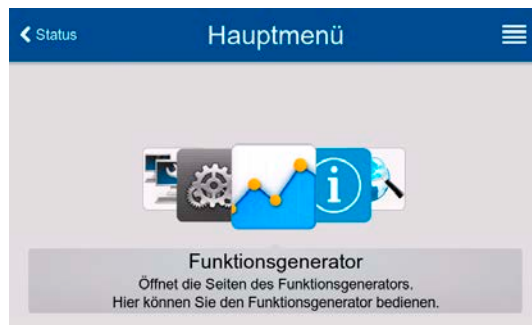 Status
Hauptmenü
Funktionsgenerator
Öffnet die Seiten des Funktionsgenerators.
Hier können Sie den Funktionsgenerator bedienen.